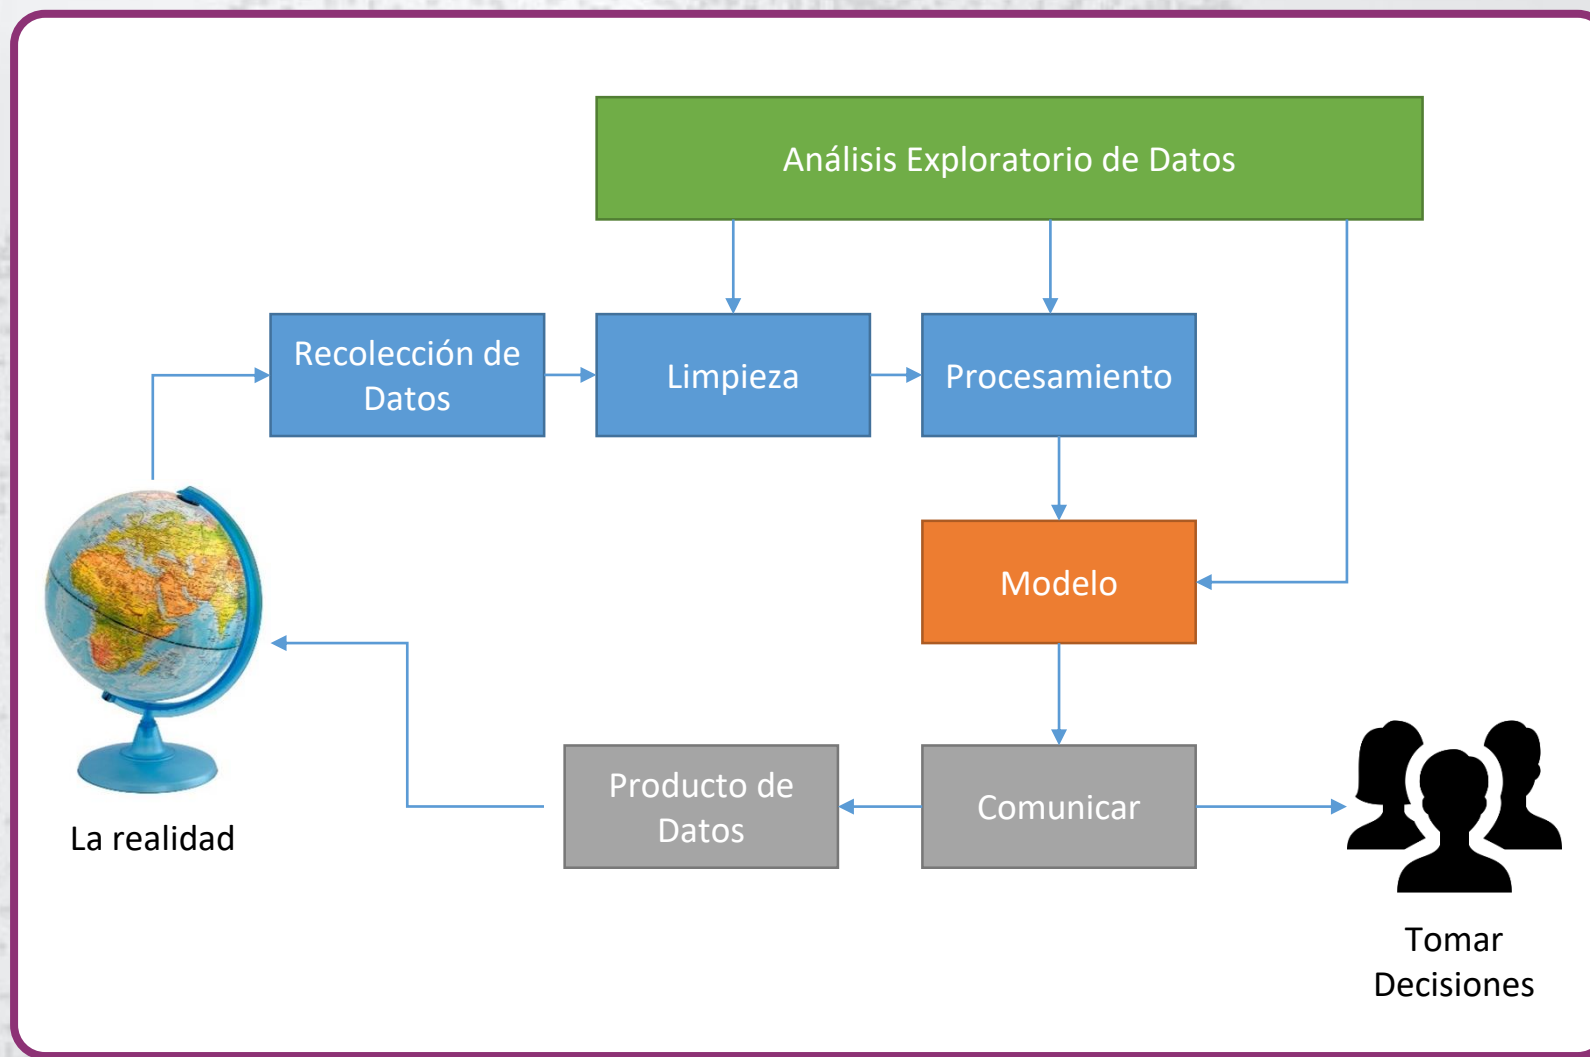 Análisis Exploratorio de Datos
Recolección de
Datos
Limpieza
Procesamiento
Modelo
La realidad
Producto de
Datos
Comunicar
Tomar
Decisiones